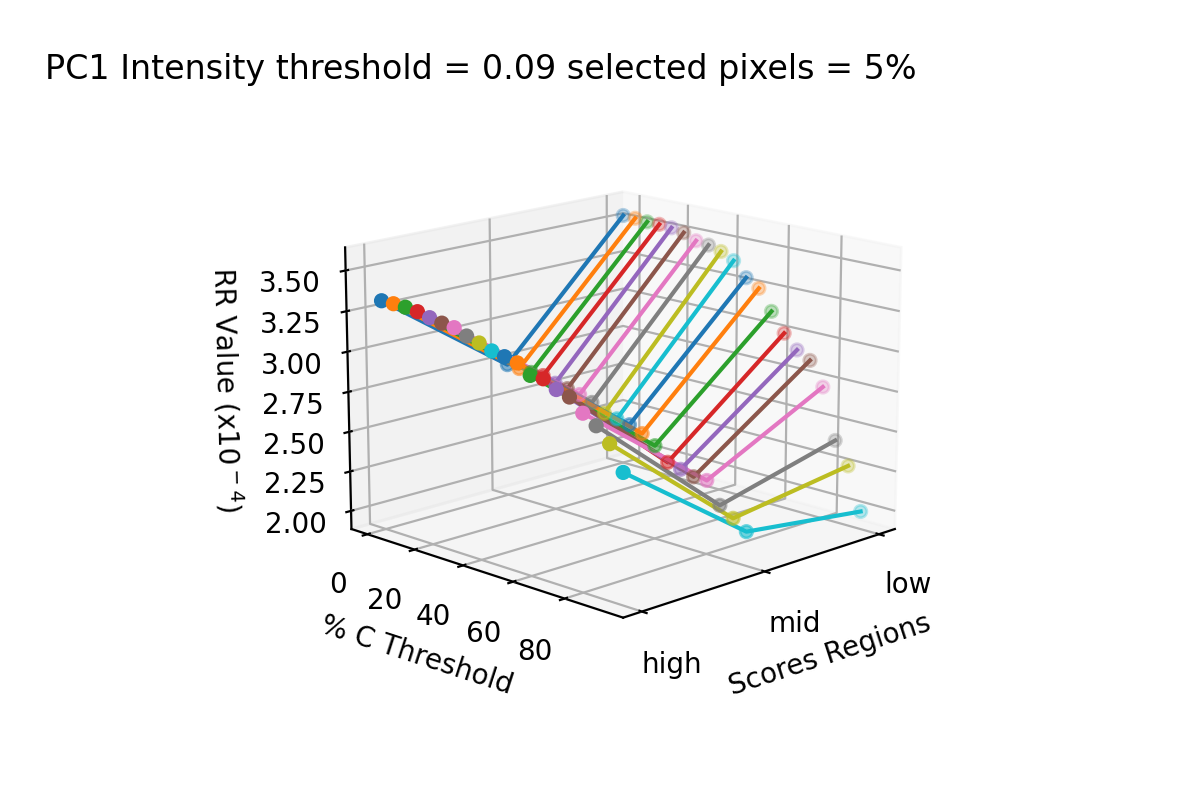 PC1 Intensity threshold = 0.09 selected pixels = 5%
3.50
3.25
3.00
2.75
2.50
2.25
2.00
RR Value (x10⁻⁴)
0
20
40
60
80
% C Threshold
high
mid
low
Scores Regions